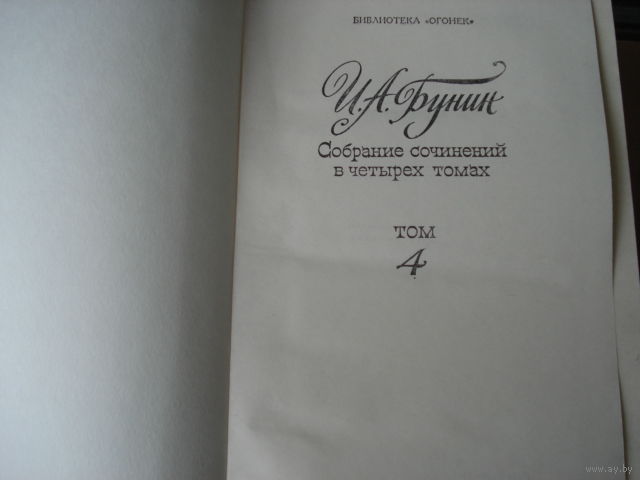 БИБЛИОТЕКА «ОГОНЕК»
И.А.Бунин
Собрание сочинений
в четырех томах
ТОМ
4
www.ay.by